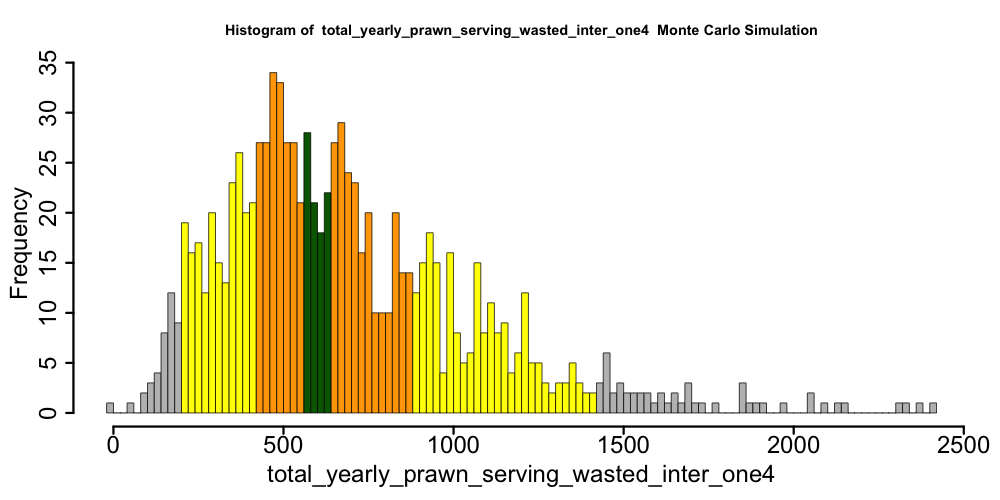 Histogram of  total_yearly_prawn_serving_wasted_inter_one4  Monte Carlo Simulation
Frequency
35
30
25
20
15
10
5
0
0 500 1000 1500 2000 2500
total_yearly_prawn_serving_wasted_inter_one4